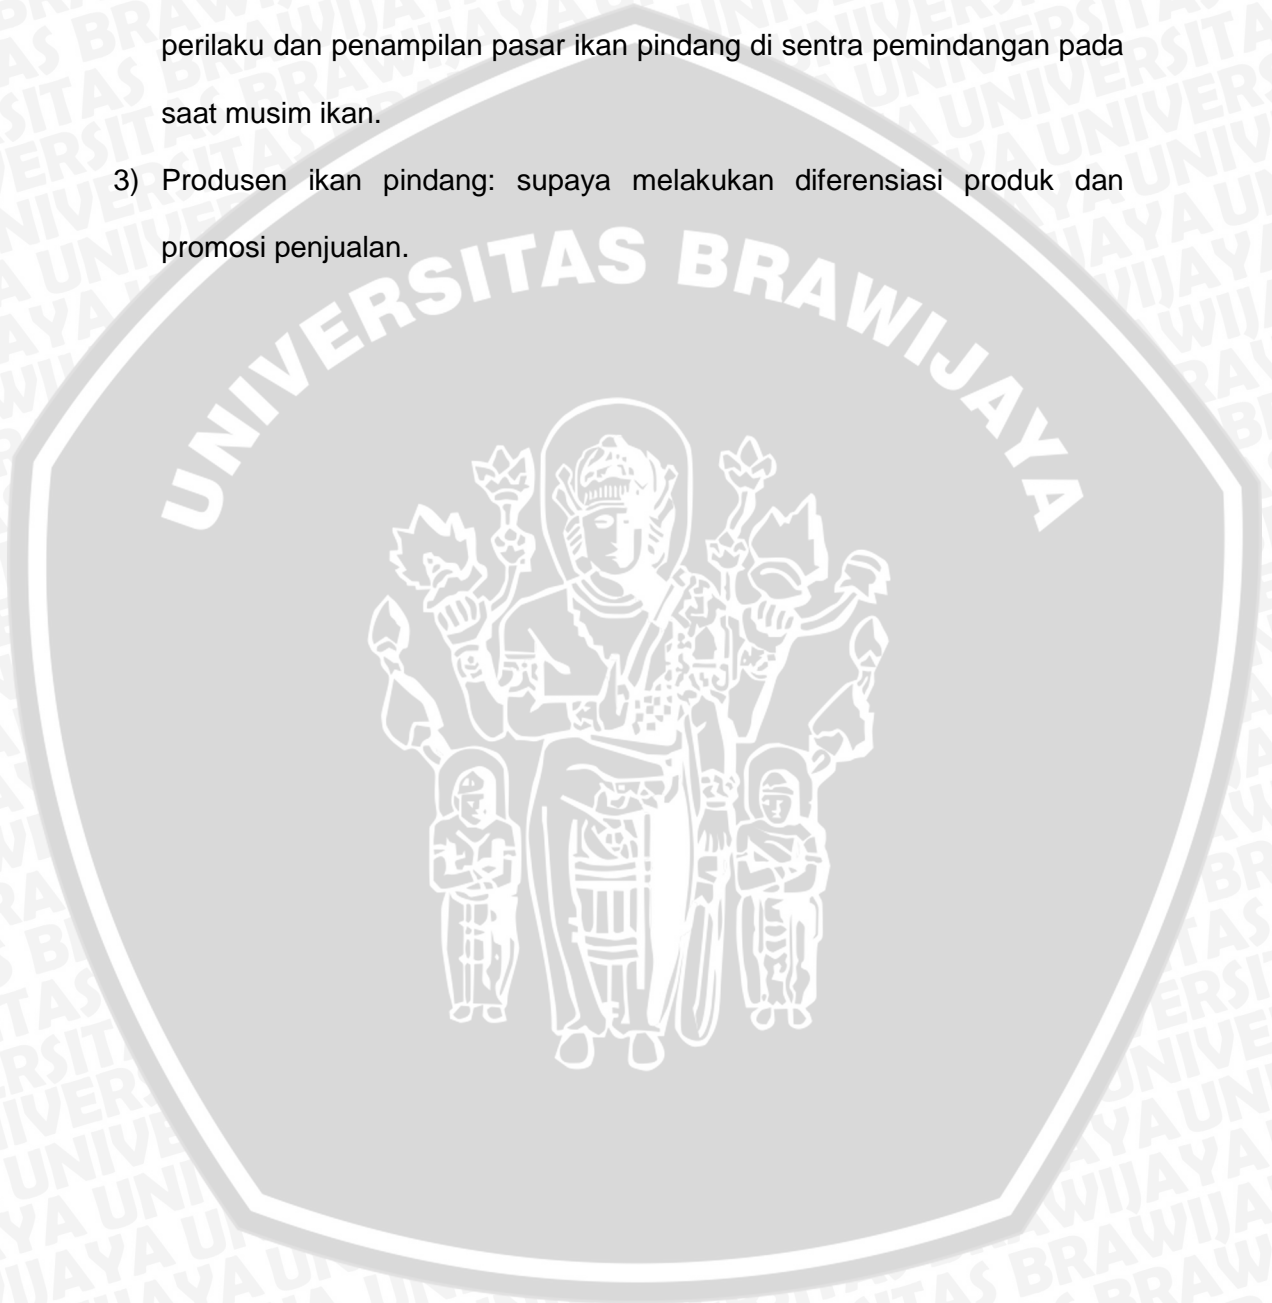 perilaku dan penampilan pasar ikan pindang di sentra pemindangan pada
saat musim ikan.
3) Produsen ikan pindang: supaya melakukan diferensiasi produk dan
promosi penjualan.
UNIVERSITAS BRAWIJAYA